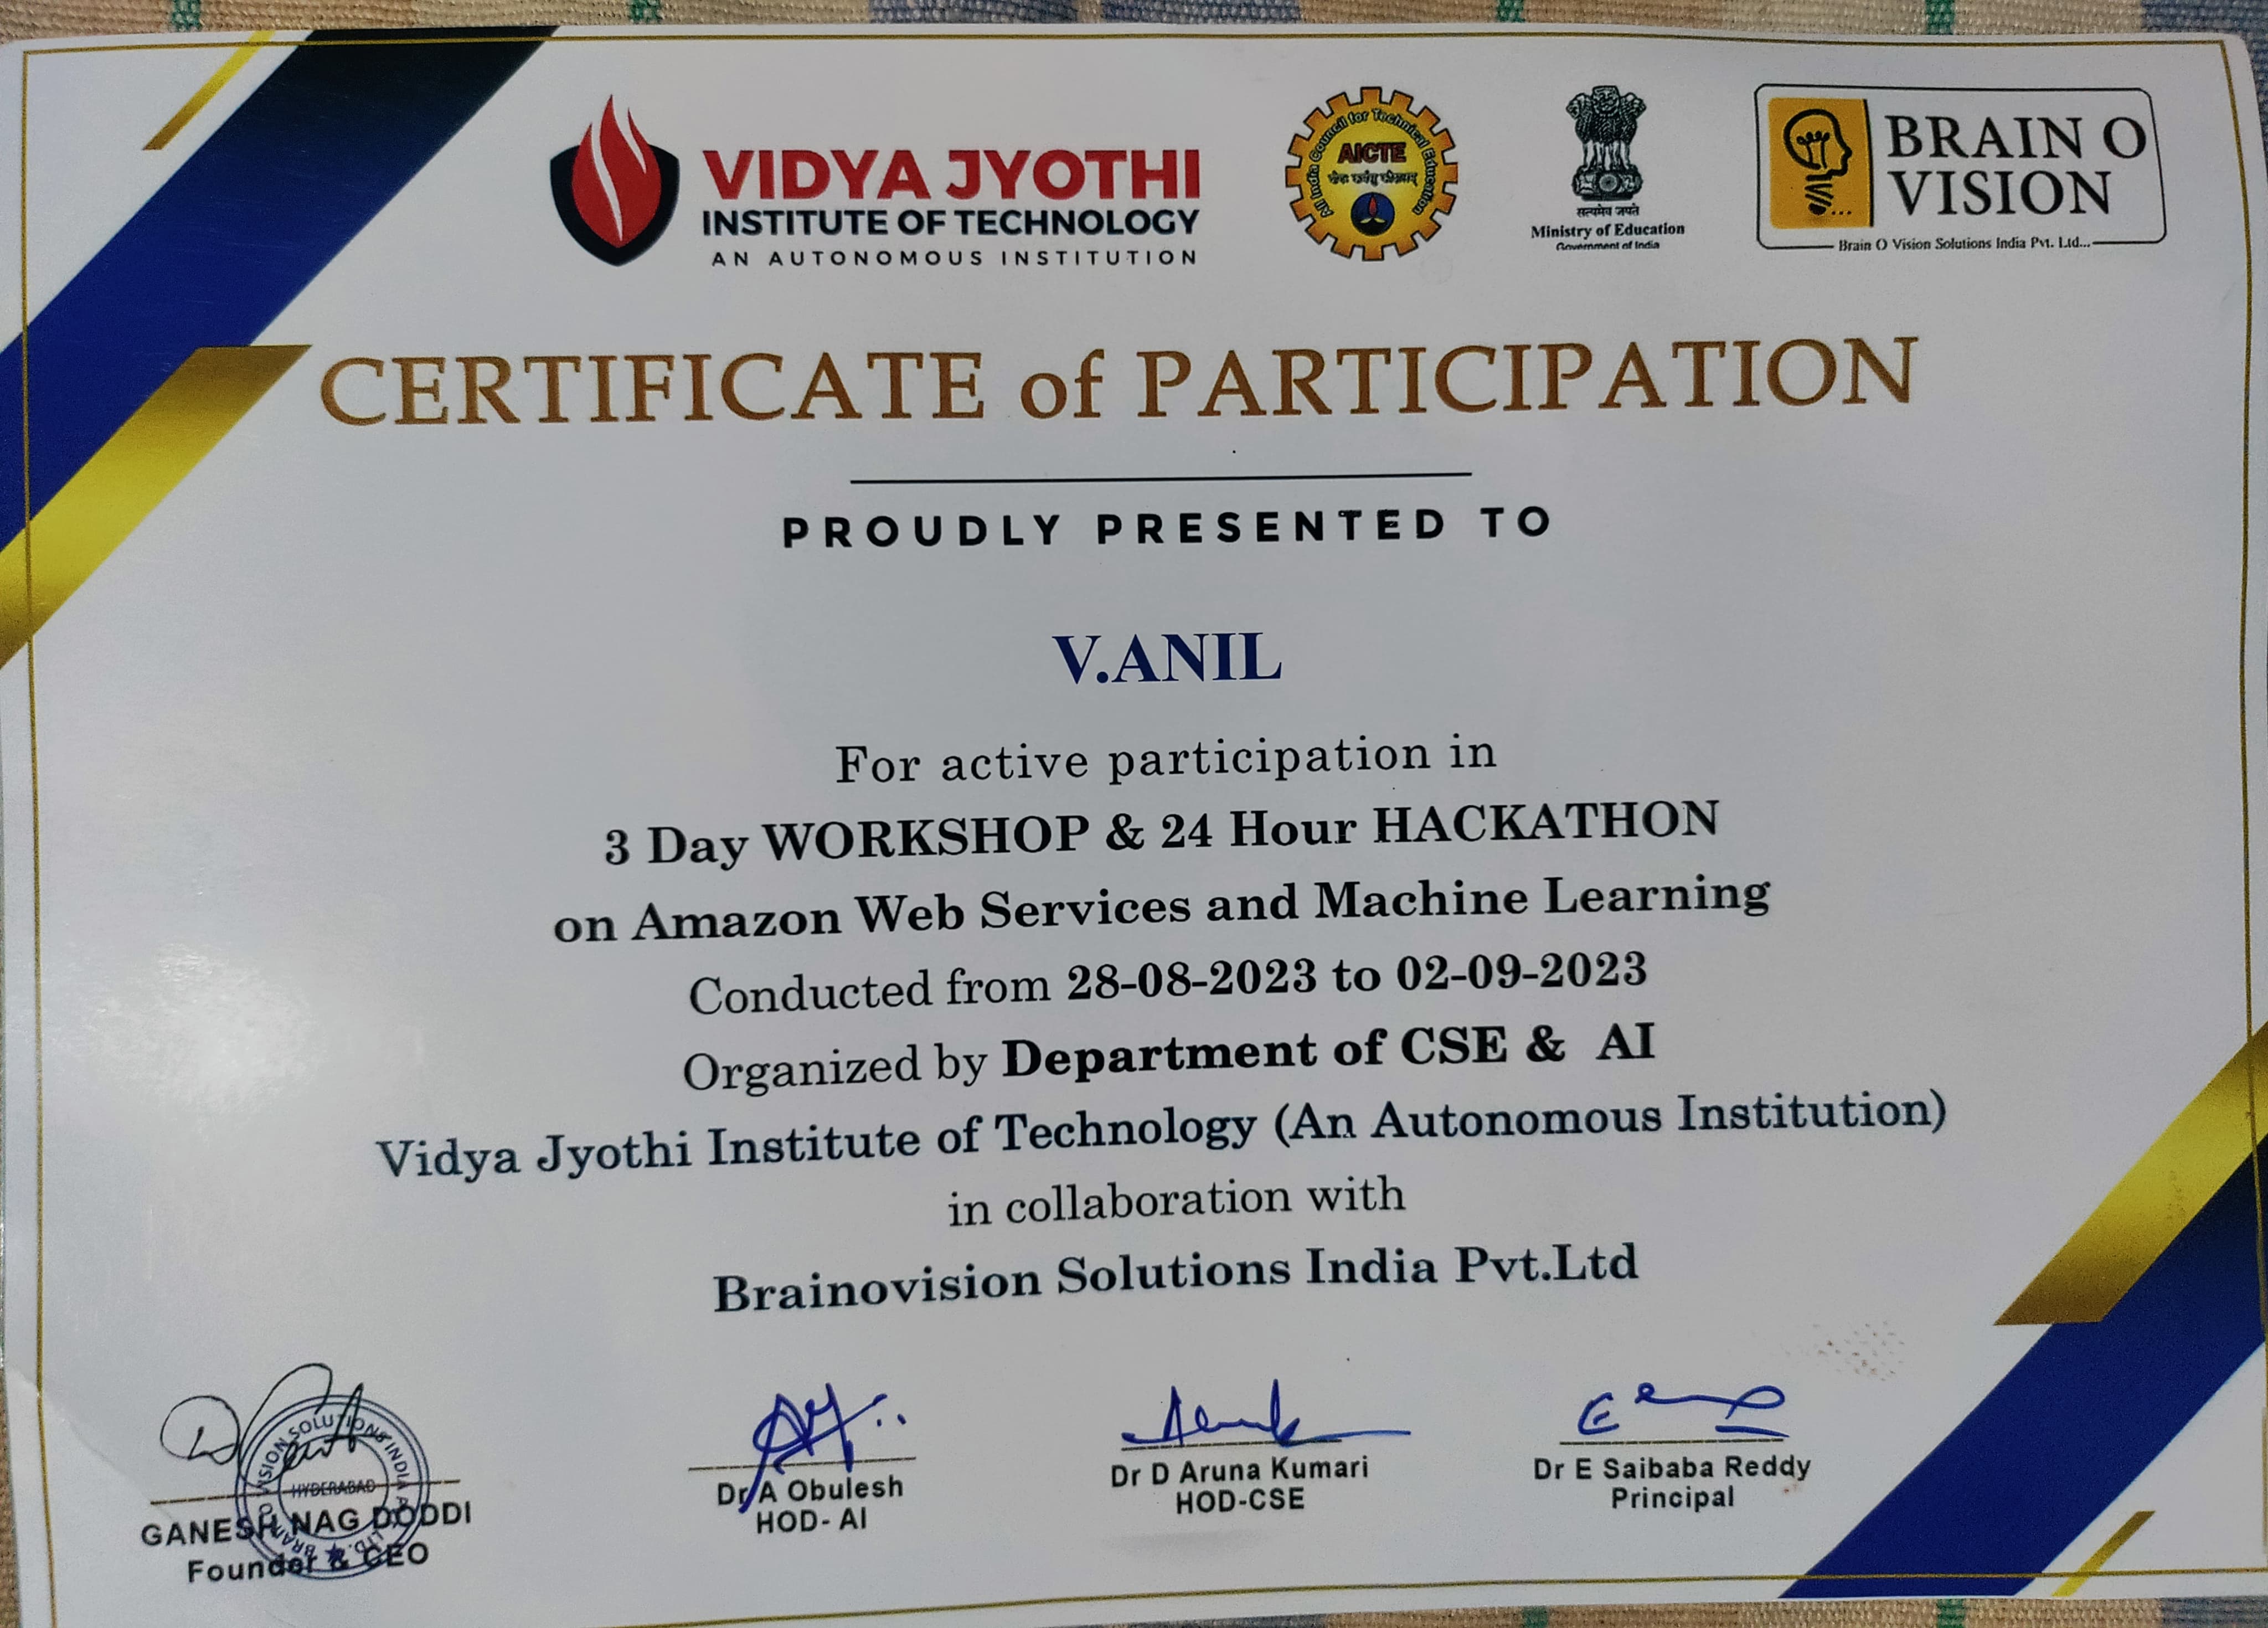 VIDYA JYOTHI
INSTITUTE OF TECHNOLOGY
AN AUTONOMOUS INSTITUTION
All India Council for Technical Education
AICTE
सत्यमेव जयते
Ministry of Education
Government of India
BRAIN O
VISION
Brain O Vision Solutions India Pvt. Ltd...
CERTIFICATE of PARTICIPATION
PROUDLY PRESENTED TO
V.ANIL
For active participation in
3 Day WORKSHOP & 24 Hour HACKATHON
on Amazon Web Services and Machine Learning
Conducted from 28-08-2023 to 02-09-2023
Organized by Department of CSE & AI
Vidya Jyothi Institute of Technology (An Autonomous Institution)
in collaboration with
Brainovision Solutions India Pvt.Ltd
BRAIN O VISION SOLUTIONS INDIA LTD.
HYDERABAD
GANESH NAG DODDI
Founder & CEO
Dr A Obulesh
HOD- AI
Dr D Aruna Kumari
HOD-CSE
Dr E Saibaba Reddy
Principal